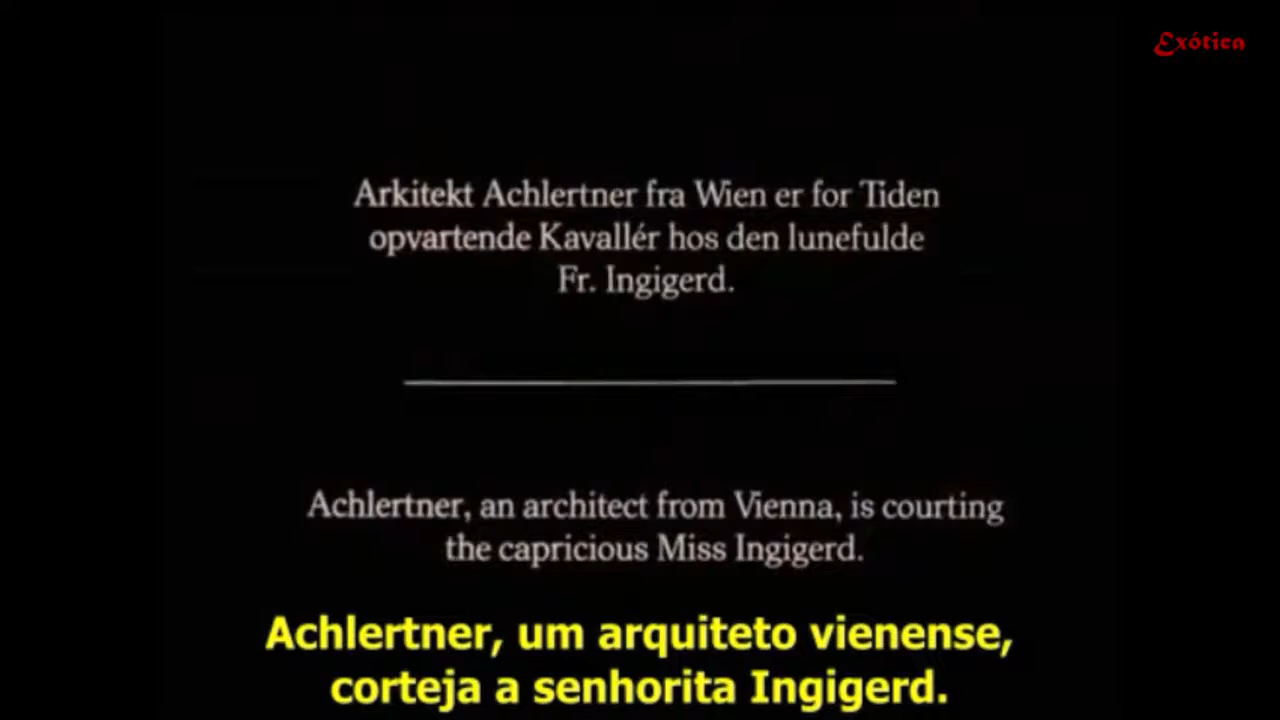 Exótica
Arkitekt Achlertner fra Wien er for Tiden
opvartende Kavallér hos den lunefulde
Fr. Ingigerd.
Achlertner, an architect from Vienna, is courting
the capricious Miss Ingigerd.
Achlertner, um arquiteto vienense,
corteja a senhorita Ingigerd.